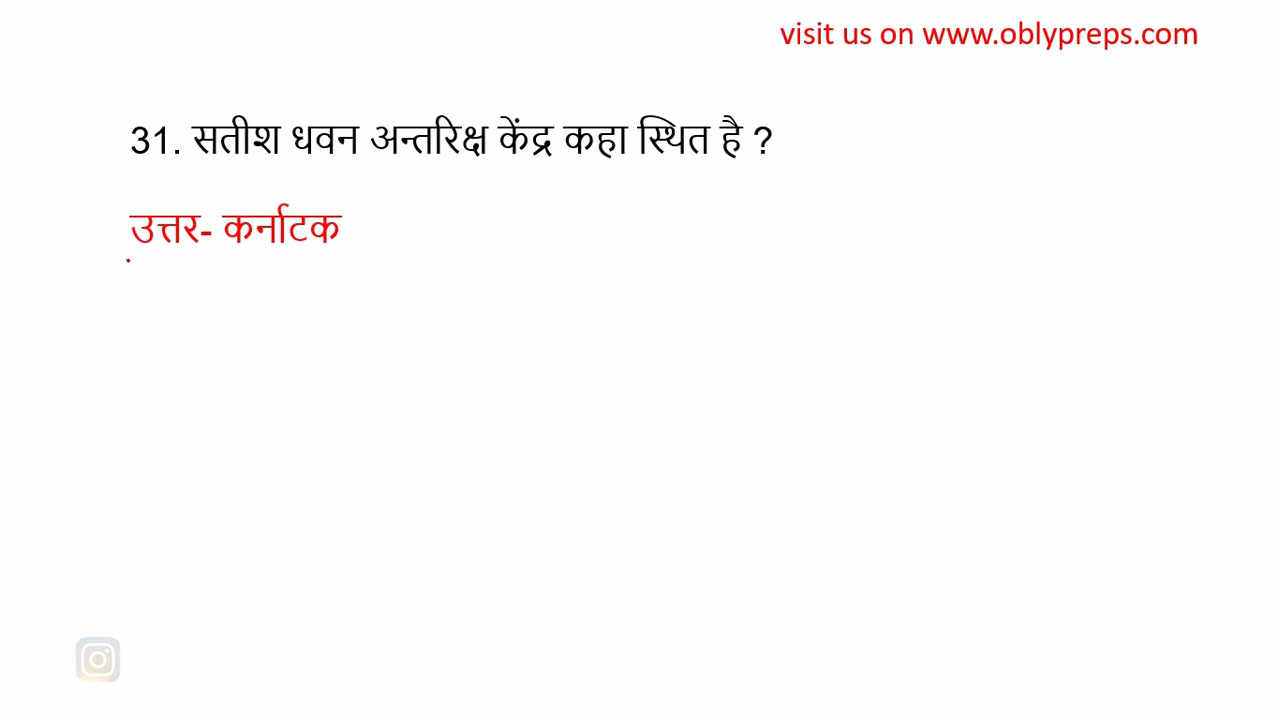 visit us on www.oblypreps.com
31. सतीश धवन अन्तरिक्ष केंद्र कहा स्थित है ?
उत्तर- कर्नाटक